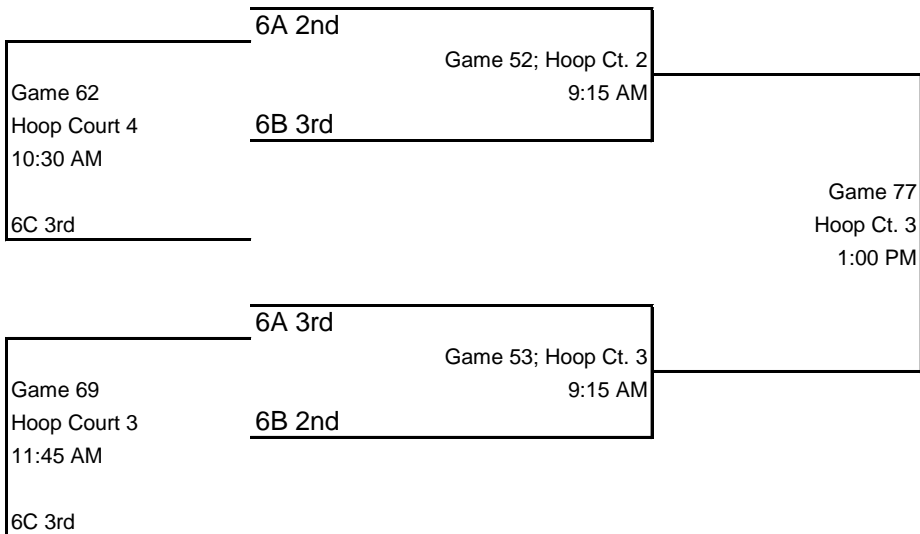 6A 2nd
Game 52; Hoop Ct. 2
Game 62
9:15 AM
Hoop Court 4
6B 3rd
10:30 AM
Game 77
6C 3rd
Hoop Ct. 3
1:00 PM
6A 3rd
Game 53; Hoop Ct. 3
Game 69
9:15 AM
Hoop Court 3
6B 2nd
11:45 AM
6C 3rd